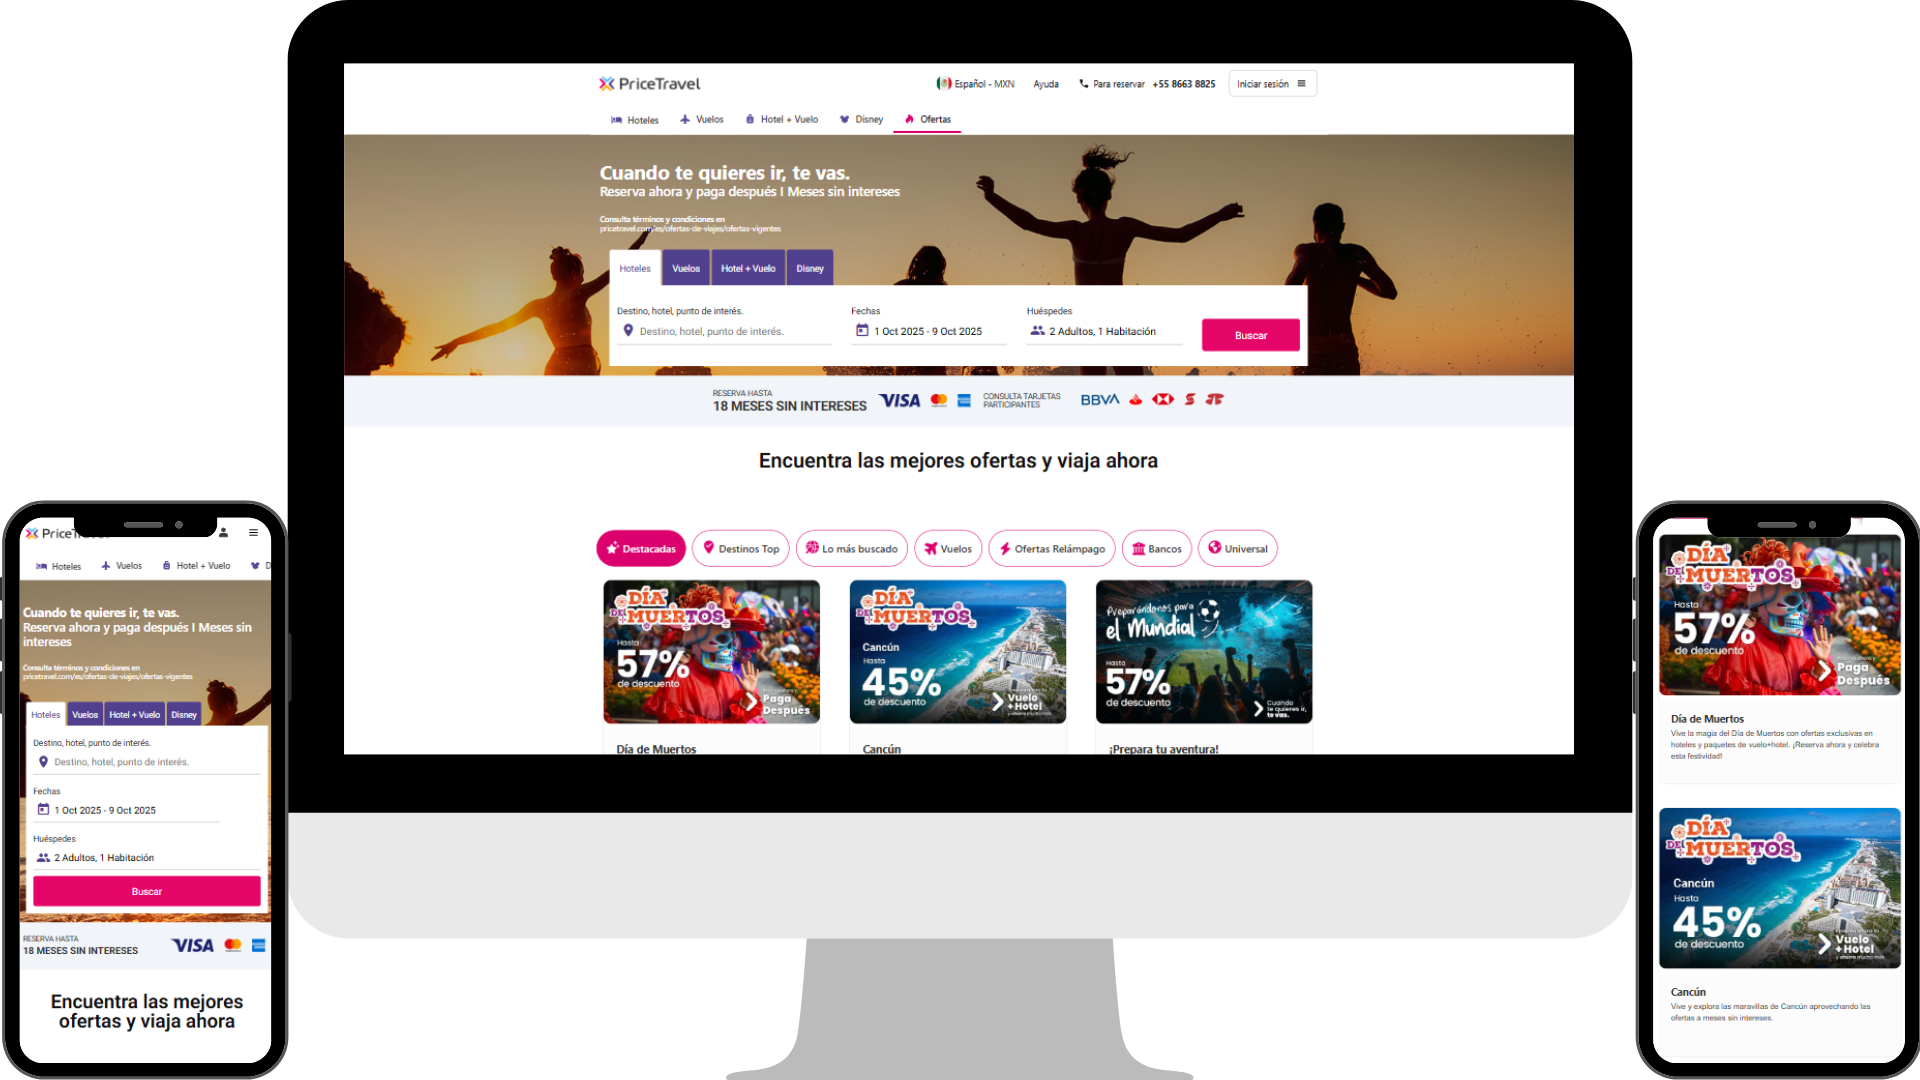 PriceTravel
Español - MXN
Ayuda
Para reservar +55 8663 8825
Iniciar sesión
Hoteles
Vuelos
Hotel + Vuelo
Disney
Ofertas
Cuando te quieres ir, te vas.
Reserva ahora y paga después I Meses sin intereses
Consulta términos y condiciones en
pricetravel.com/es/ofertas-de-viajes/ofertas-vigentes
Hoteles
Vuelos
Hotel + Vuelo
Disney
Destino, hotel, punto de interés.
Destino, hotel, punto de interés.
Fechas
1 Oct 2025 - 9 Oct 2025
Huéspedes
2 Adultos, 1 Habitación
Buscar
RESERVA HASTA
18 MESES SIN INTERESES
VISA
CONSULTA TARJETAS
PARTICIPANTES
BBVA
Encuentra las mejores ofertas y viaja ahora
Destacadas
Destinos Top
Lo más buscado
Vuelos
Ofertas Relámpago
Bancos
Universal
DÍA
DE MUERTOS
Hasta
57%
de descuento
Paga
Después
Día de Muertos
DÍA
DE MUERTOS
Cancún
Hasta
45%
de descuento
Vuelo
+Hotel
y ahorra mucho más
Cancún
Preparándonos para
el Mundial
Hasta
57%
de descuento
Cuando
te quieres ir,
te vas.
¡Prepara tu aventura!
Hoteles
Vuelos
Hotel + Vuelo
D
Cuando te quieres ir, te vas.
Reserva ahora y paga después I Meses sin
intereses
Consulta términos y condiciones en
pricetravel.com/es/ofertas-de-viajes/ofertas-vigentes
Hoteles
Vuelos
Hotel + Vuelo
Disney
Destino, hotel, punto de interés.
Destino, hotel, punto de interés.
Fechas
1 Oct 2025 - 9 Oct 2025
Huéspedes
2 Adultos, 1 Habitación
Buscar
RESERVA HASTA
18 MESES SIN INTERESES
VISA
Encuentra las mejores
ofertas y viaja ahora
DÍA
DE MUERTOS
Hasta
57%
de descuento
Paga
Después
Día de Muertos
Vive la magia del Día de Muertos con ofertas exclusivas en
hoteles y paquetes de vuelo+hotel. ¡Reserva ahora y celebra
esta festividad!
DÍA
DE MUERTOS
Cancún
Hasta
45%
de descuento
Vuelo
+Hotel
y ahorra mucho más
Cancún
Vive y explora las maravillas de Cancún aprovechando las
ofertas a meses sin intereses.